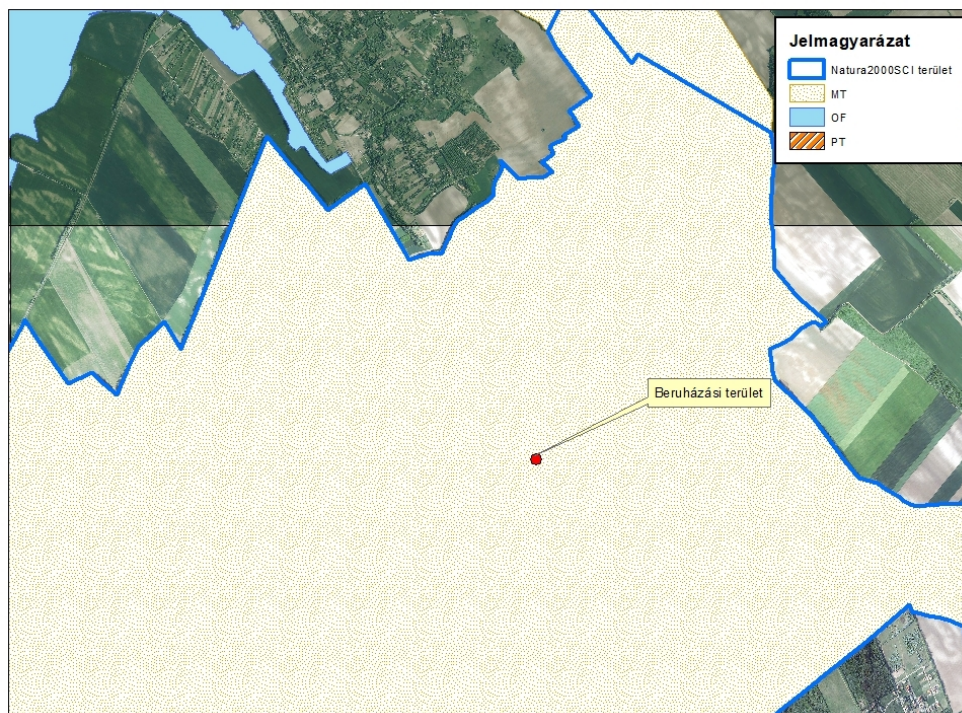 Jelmagyarázat
Natura2000SCI terület
MT
OF
PT
Beruházási terület